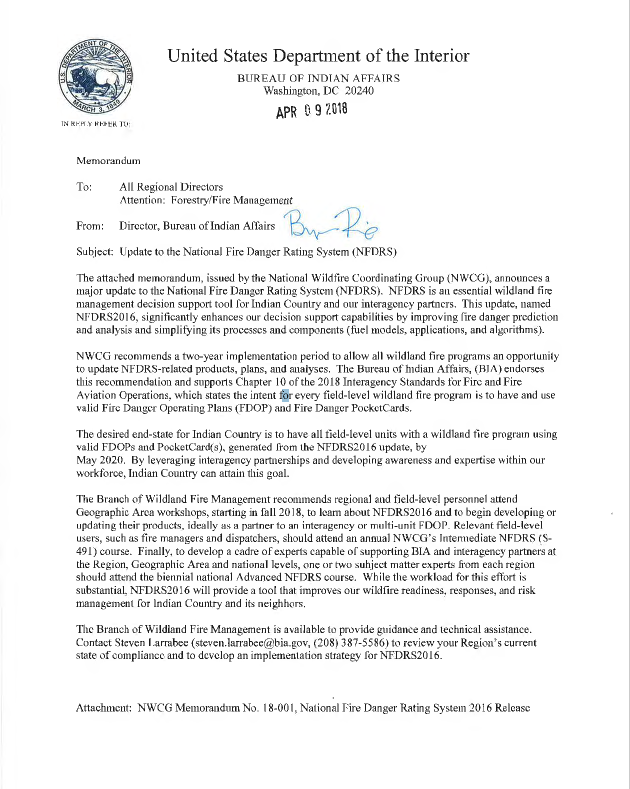 U.S. DEPARTMENT OF THE INTERIOR
MARCH 3, 1849
United States Department of the Interior
BUREAU OF INDIAN AFFAIRS
Washington, DC 20240
APR 09 2018
IN REPLY REFER TO:
Memorandum
To: All Regional Directors
Attention: Forestry/Fire Management
From: Director, Bureau of Indian Affairs
Subject: Update to the National Fire Danger Rating System (NFDRS)
The attached memorandum, issued by the National Wildfire Coordinating Group (NWCG), announces a
major update to the National Fire Danger Rating System (NFDRS). NFDRS is an essential wildland fire
management decision support tool for Indian Country and our interagency partners. This update, named
NFDRS2016, significantly enhances our decision support capabilities by improving fire danger prediction
and analysis and simplifying its processes and components (fuel models, applications, and algorithms).
NWCG recommends a two-year implementation period to allow all wildland fire programs an opportunity
to update NFDRS-related products, plans, and analyses. The Bureau of Indian Affairs, (BIA) endorses
this recommendation and supports Chapter 10 of the 2018 Interagency Standards for Fire and Fire
Aviation Operations, which states the intent for every field-level wildland fire program is to have and use
valid Fire Danger Operating Plans (FDOP) and Fire Danger PocketCards.
The desired end-state for Indian Country is to have all field-level units with a wildland fire program using
valid FDOPs and PocketCard(s), generated from the NFDRS2016 update, by
May 2020. By leveraging interagency partnerships and developing awareness and expertise within our
workforce, Indian Country can attain this goal.
The Branch of Wildland Fire Management recommends regional and field-level personnel attend
Geographic Area workshops, starting in fall 2018, to learn about NFDRS2016 and to begin developing or
updating their products, ideally as a partner to an interagency or multi-unit FDOP. Relevant field-level
users, such as fire managers and dispatchers, should attend an annual NWCG's Intermediate NFDRS (S-
491) course. Finally, to develop a cadre of experts capable of supporting BIA and interagency partners at
the Region, Geographic Area and national levels, one or two subject matter experts from each region
should attend the biennial national Advanced NFDRS course. While the workload for this effort is
substantial, NFDRS2016 will provide a tool that improves our wildfire readiness, responses, and risk
management for Indian Country and its neighbors.
The Branch of Wildland Fire Management is available to provide guidance and technical assistance.
Contact Steven Larrabee (steven.larrabee@bia.gov, (208) 387-5586) to review your Region's current
state of compliance and to develop an implementation strategy for NFDRS2016.
Attachment: NWCG Memorandum No. 18-001, National Fire Danger Rating System 2016 Release